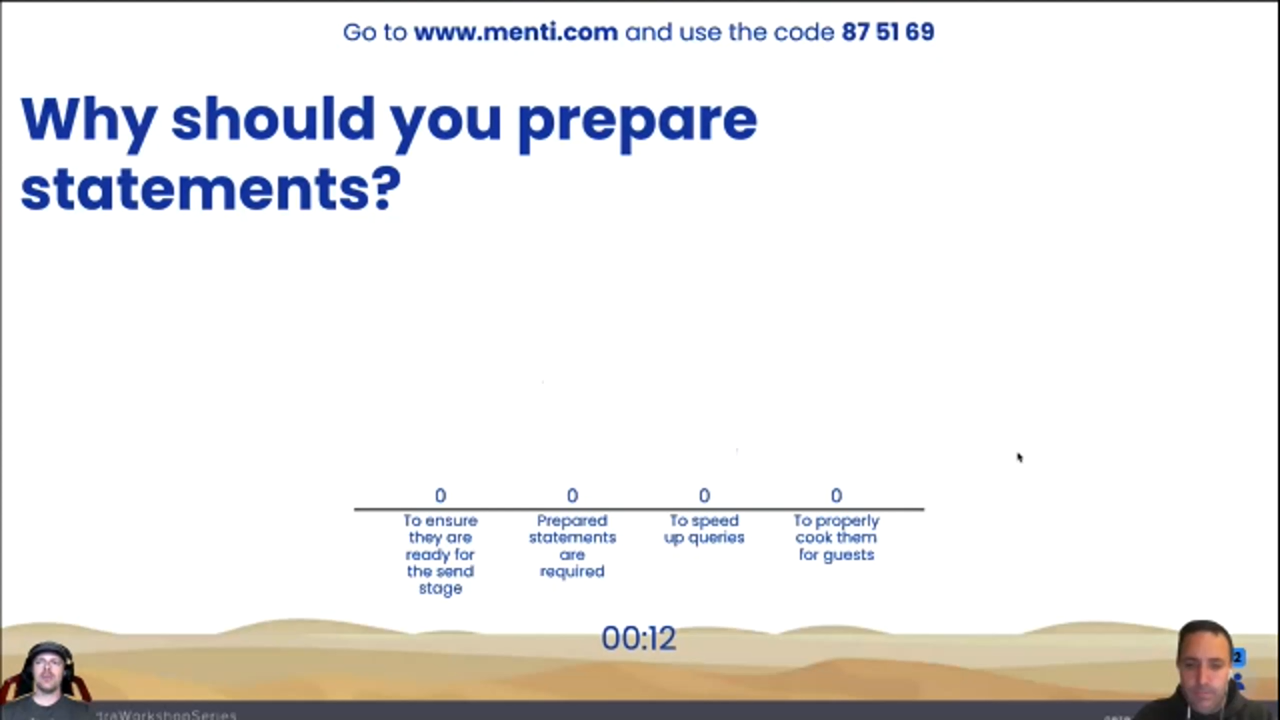 Go to www.menti.com and use the code 87 51 69
Why should you prepare
statements?
0 0 0 0
To ensure
they are
ready for
the send
stage
Prepared
statements
are
required
To speed
up queries
To properly
cook them
for guests
00:12
2
traWorkshopSeries